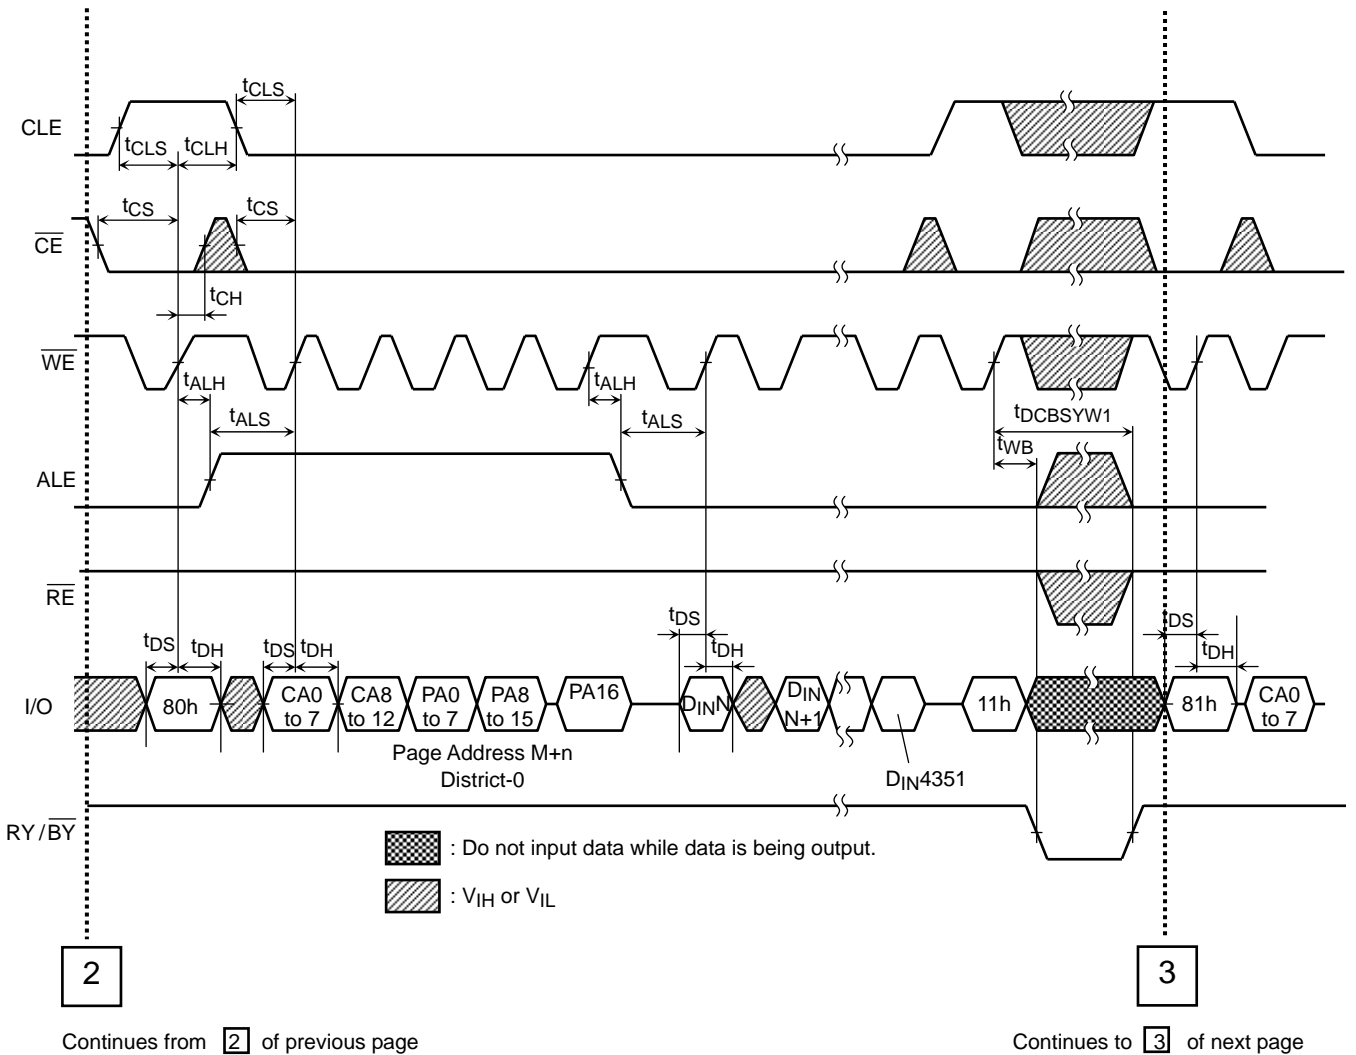 tCLS
CLE
tCLS
tCLH
tCS
tCS
CE
tCH
WE
tALH
tALS
tALH
tALS
tDCBSYW1
tWB
ALE
RE
tDS
tDH
tDS
tDH
tDS
tDH
tDS
tDH
I/O
80h
CA0 to 7
CA8 to 12
PA0 to 7
PA8 to 15
PA16
DINN
DIN N+1
11h
81h
CA0 to 7
Page Address M+n
District-0
DIN4351
RY/BY
: Do not input data while data is being output.
: VIH or VIL
2
3
Continues from 2 of previous page
Continues to 3 of next page